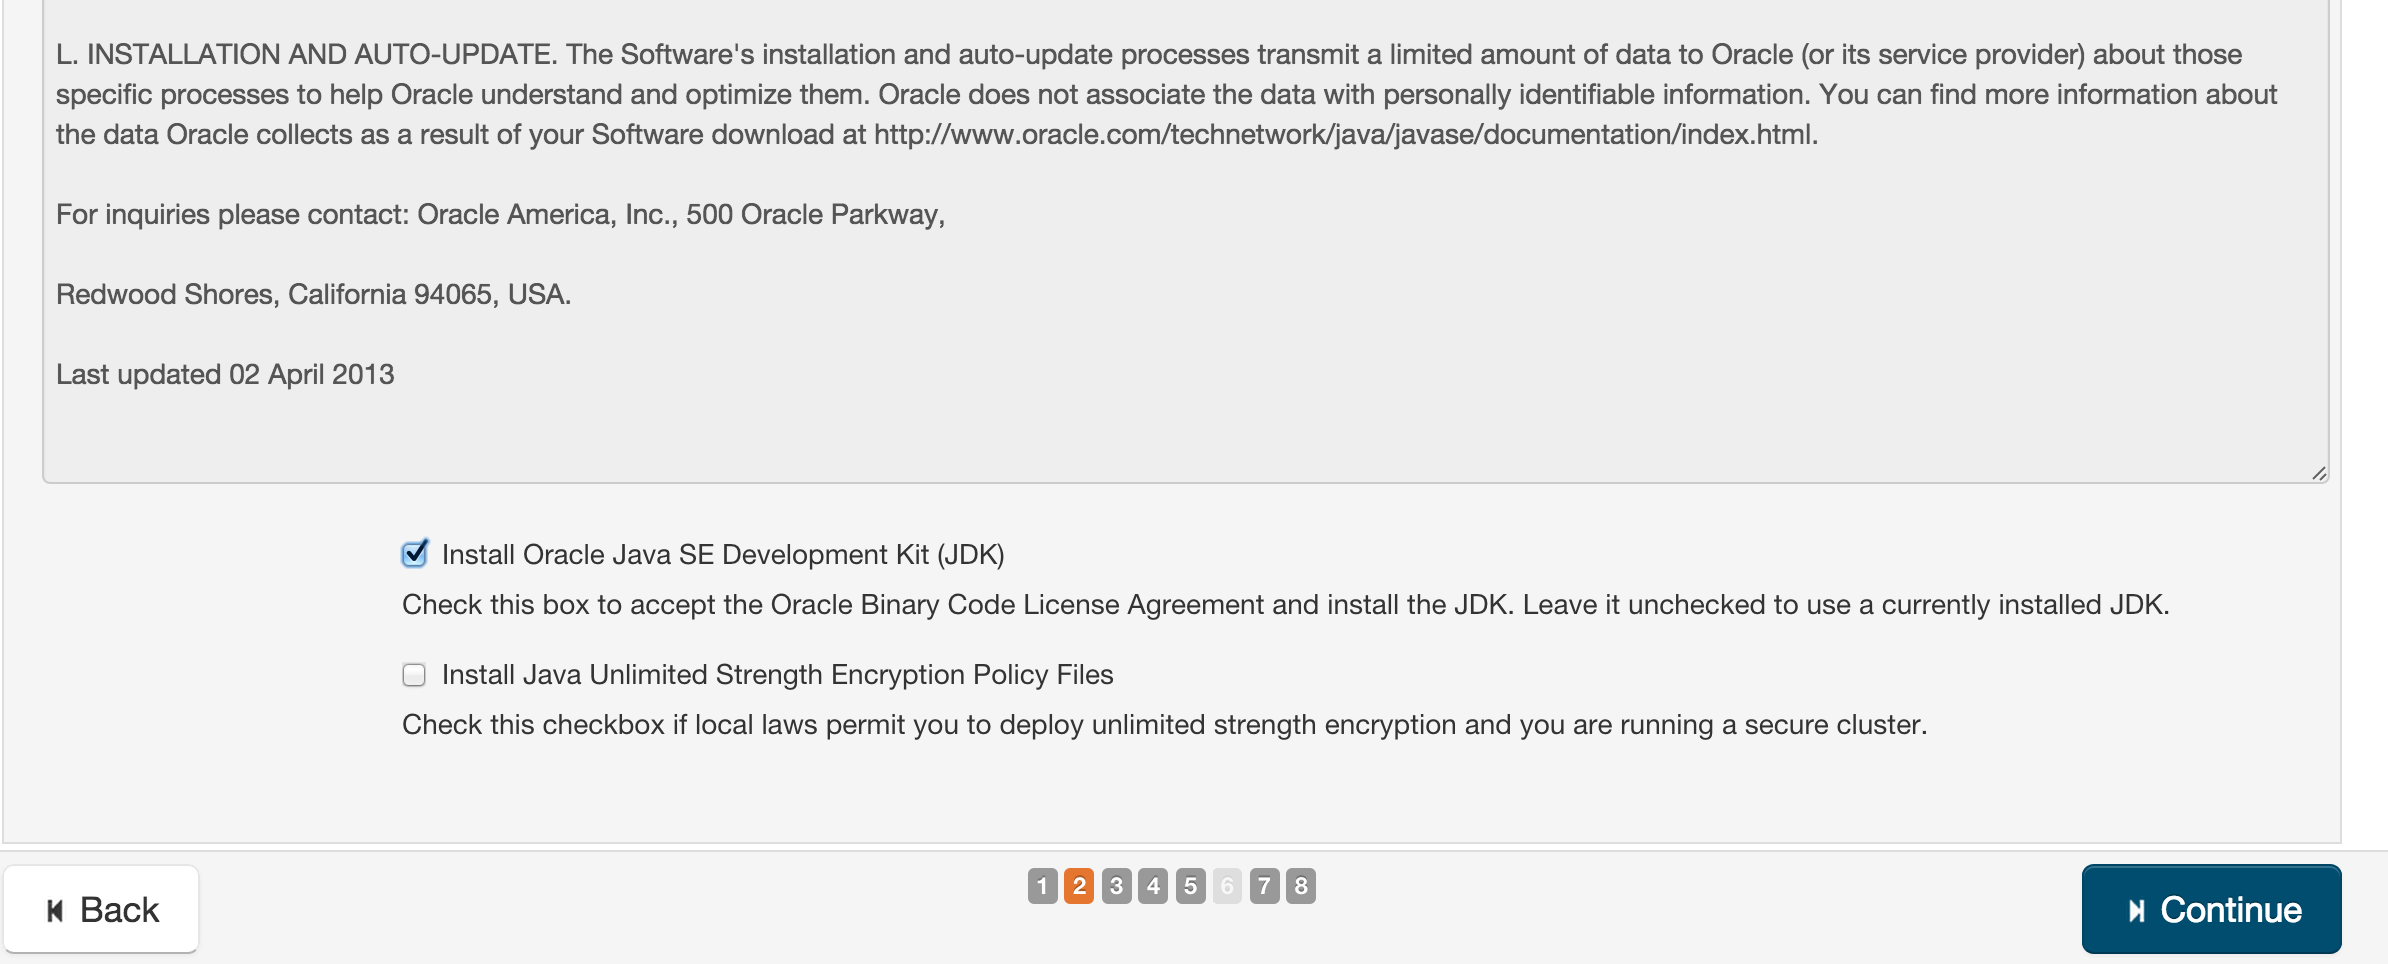 L. INSTALLATION AND AUTO-UPDATE. The Software's installation and auto-update processes transmit a limited amount of data to Oracle (or its service provider) about those
specific processes to help Oracle understand and optimize them. Oracle does not associate the data with personally identifiable information. You can find more information about
the data Oracle collects as a result of your Software download at http://www.oracle.com/technetwork/java/javase/documentation/index.html.
For inquiries please contact: Oracle America, Inc., 500 Oracle Parkway,
Redwood Shores, California 94065, USA.
Last updated 02 April 2013
Install Oracle Java SE Development Kit (JDK)
Check this box to accept the Oracle Binary Code License Agreement and install the JDK. Leave it unchecked to use a currently installed JDK.
Install Java Unlimited Strength Encryption Policy Files
Check this checkbox if local laws permit you to deploy unlimited strength encryption and you are running a secure cluster.
Back
1 2 3 4 5 6 7 8
Continue